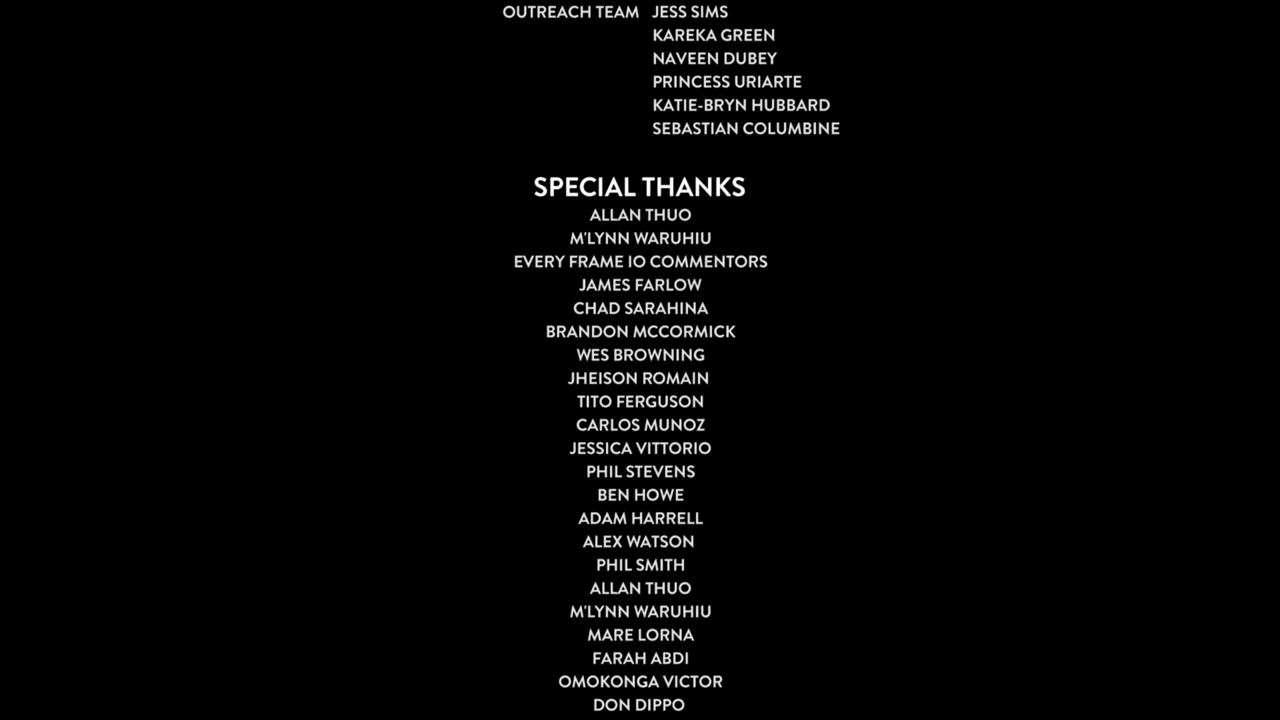 OUTREACH TEAM JESS SIMS
KAREKA GREEN
NAVEEN DUBEY
PRINCESS URIARTE
KATIE-BRYN HUBBARD
SEBASTIAN COLUMBINE
SPECIAL THANKS
ALLAN THUO
M'LYNN WARUHIU
EVERY FRAME IO COMMENTORS
JAMES FARLOW
CHAD SARAHINA
BRANDON MCCORMICK
WES BROWNING
JHEISON ROMAIN
TITO FERGUSON
CARLOS MUNOZ
JESSICA VITTORIO
PHIL STEVENS
BEN HOWE
ADAM HARRELL
ALEX WATSON
PHIL SMITH
ALLAN THUO
M'LYNN WARUHIU
MARE LORNA
FARAH ABDI
OMOKONGA VICTOR
DON DIPPO